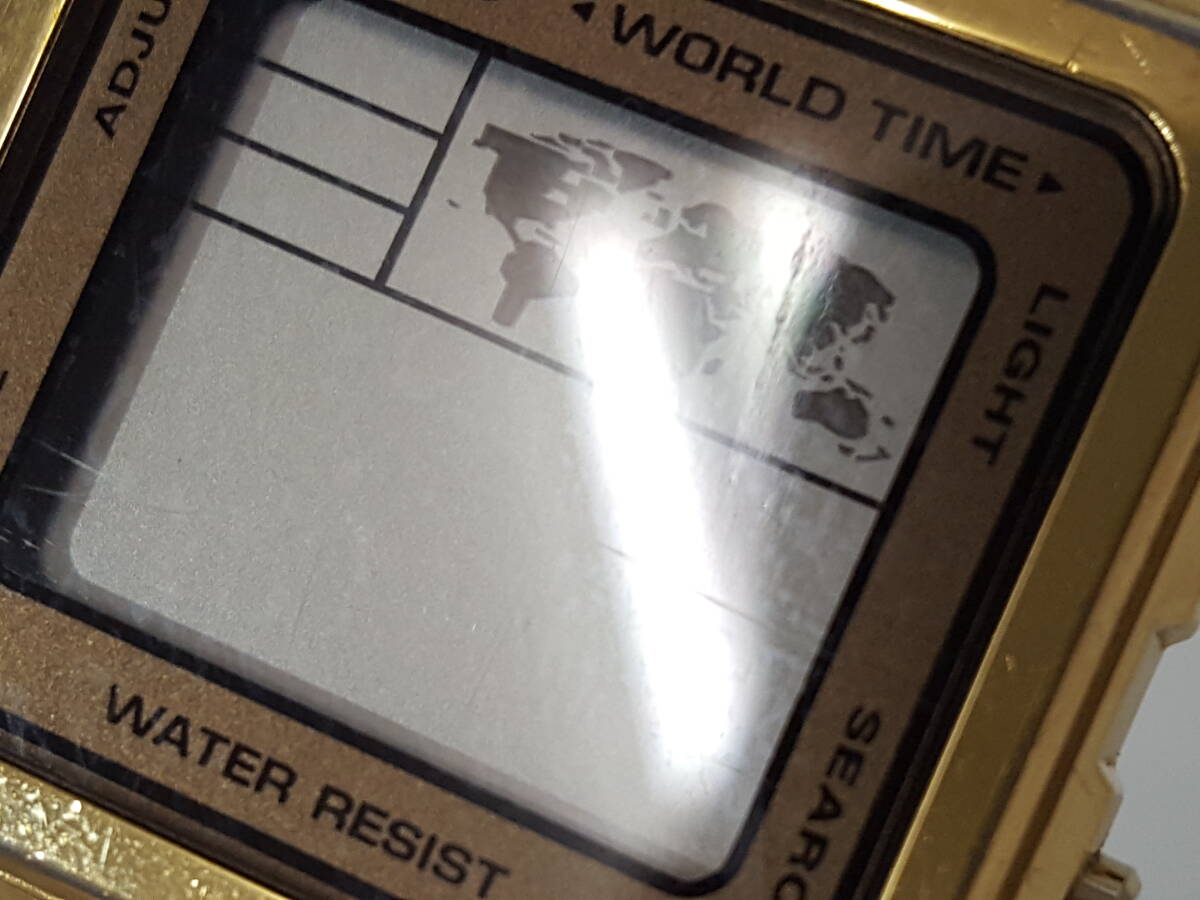 ◂ WORLD TIME ▸
ADJU
LIGHT
SEARC
WATER RESIST